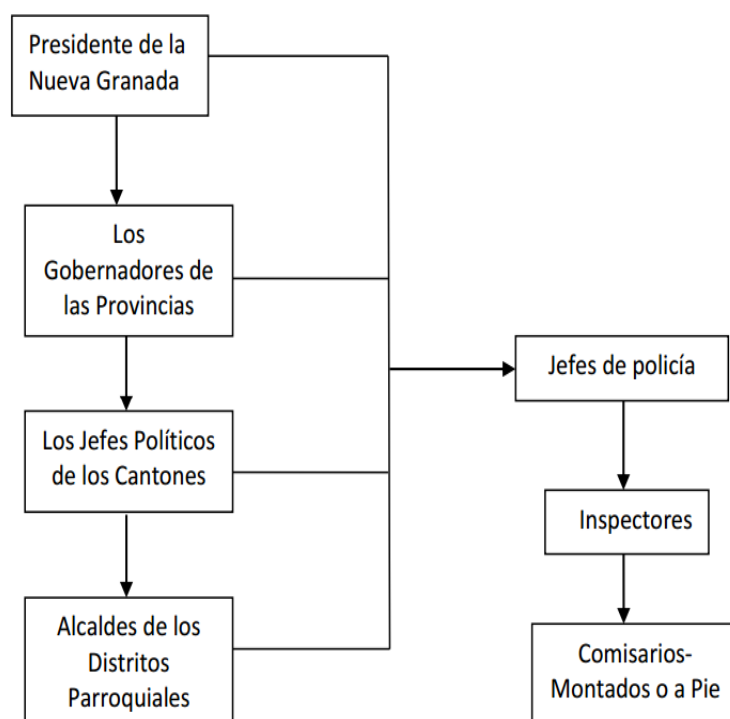 Presidente de la
Nueva Granada
Los
Gobernadores de
las Provincias
Los Jefes Políticos
de los Cantones
Alcaldes de los
Distritos
Parroquiales
Jefes de policía
Inspectores
Comisarios-
Montados o a Pie